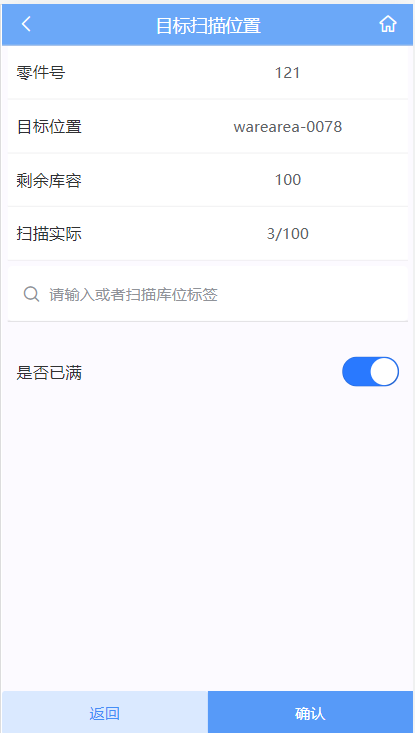 目标扫描位置
零件号 121
目标位置 warearea-0078
剩余库容 100
扫描实际 3/100
请输入或者扫描库位标签
是否已满
返回 确认